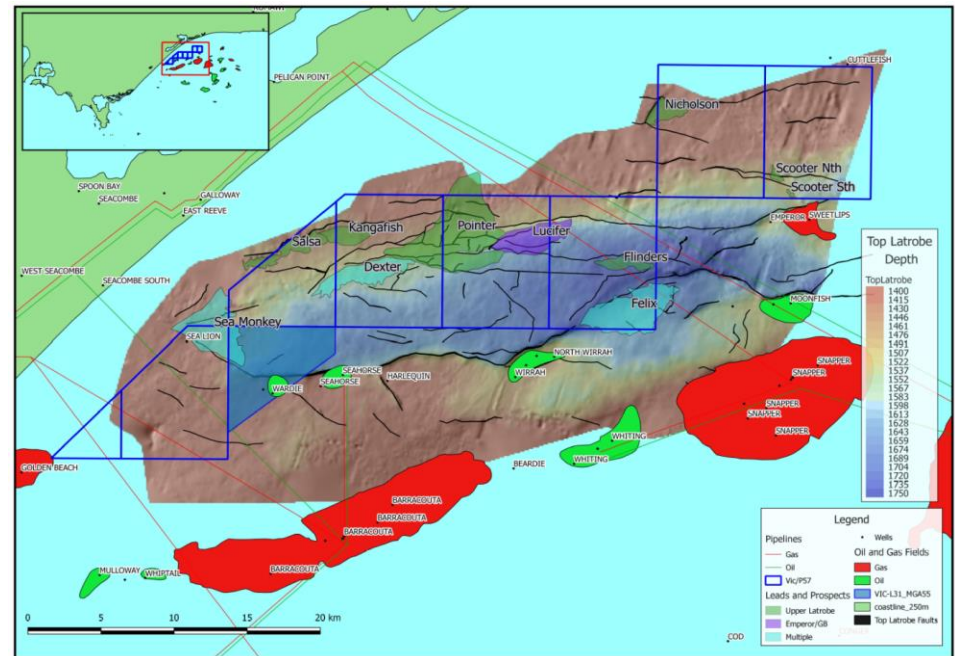 PELICAN POINT
CUTTLEFISH
Nicholson
SPOON BAY
SEACOMBE
GALLOWAY
EAST REEVE
Scooter Nth
Scooter Sth
EMPEROR
SWEETLIPS
Kangafish
Pointer
Lucifer
Salsa
WEST SEACOMBE
SEACOMBE SOUTH
Dexter
Flinders
Felix
MOONFISH
Sea Monkey
SEA LION
NORTH WIRRAH
WIRRAH
SEAHORSE
SEAHORSE
HARLEQUIN
WARDIE
SNAPPER
SNAPPER
SNAPPER
SNAPPER
SNAPPER
WHITING
WHITING
BEARDIE
GOLDEN BEACH
BARRACOUTA
BARRACOUTA
BARRACOUTA
BARRACOUTA
MULLOWAY
WHIPTAIL
COD
0 5 10 15 20 km
Top Latrobe
Depth
TopLatrobe
1400
1415
1430
1446
1461
1476
1491
1507
1522
1537
1552
1567
1583
1598
1613
1628
1643
1659
1674
1689
1704
1720
1735
1750
Legend
Pipelines
Gas
Oil
Vic/P57
Leads and Prospects
Upper Latrobe
Emperor/GB
Multiple
Wells
Oil and Gas Fields
Gas
Oil
VIC-L31_MGA55
coastline_250m
Top Latrobe Faults